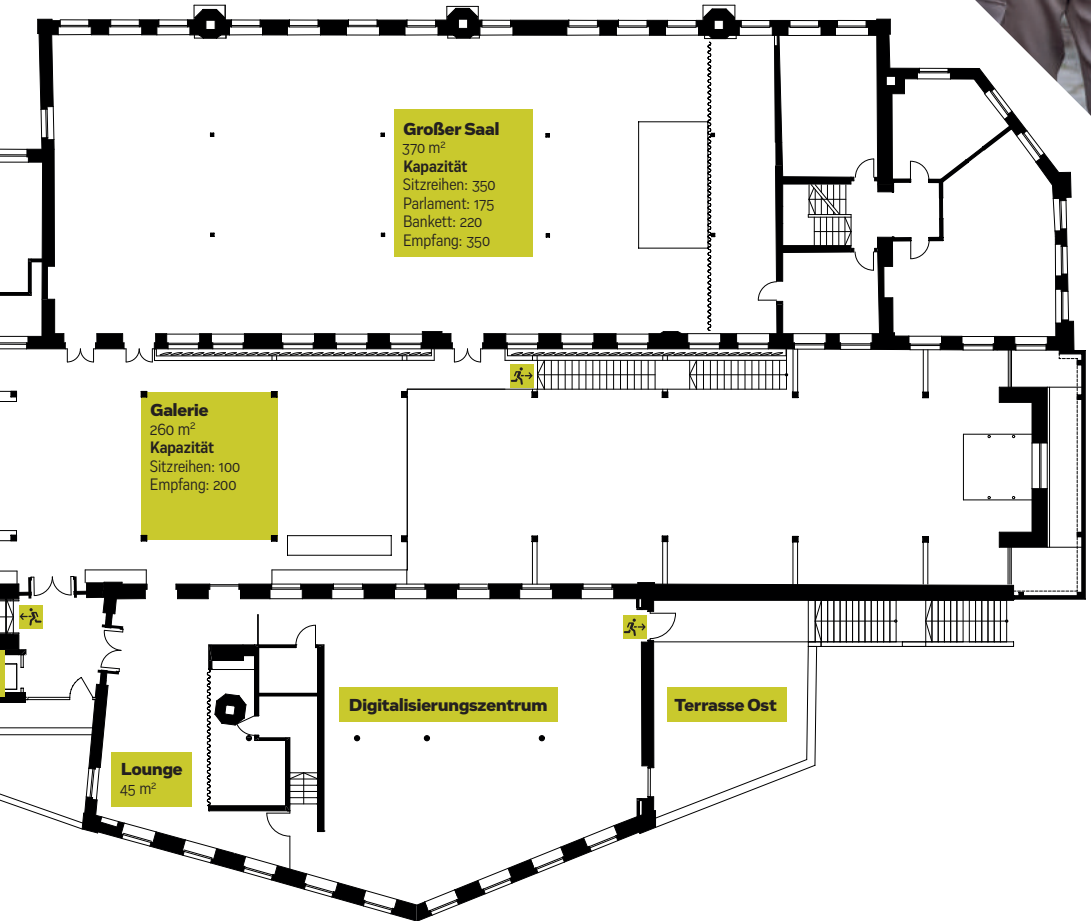 Großer Saal
370 m²
Kapazität
Sitzreihen: 350
Parlament: 175
Bankett: 220
Empfang: 350
Galerie
260 m²
Kapazität
Sitzreihen: 100
Empfang: 200
Digitalisierungszentrum
Terrasse Ost
Lounge
45 m²